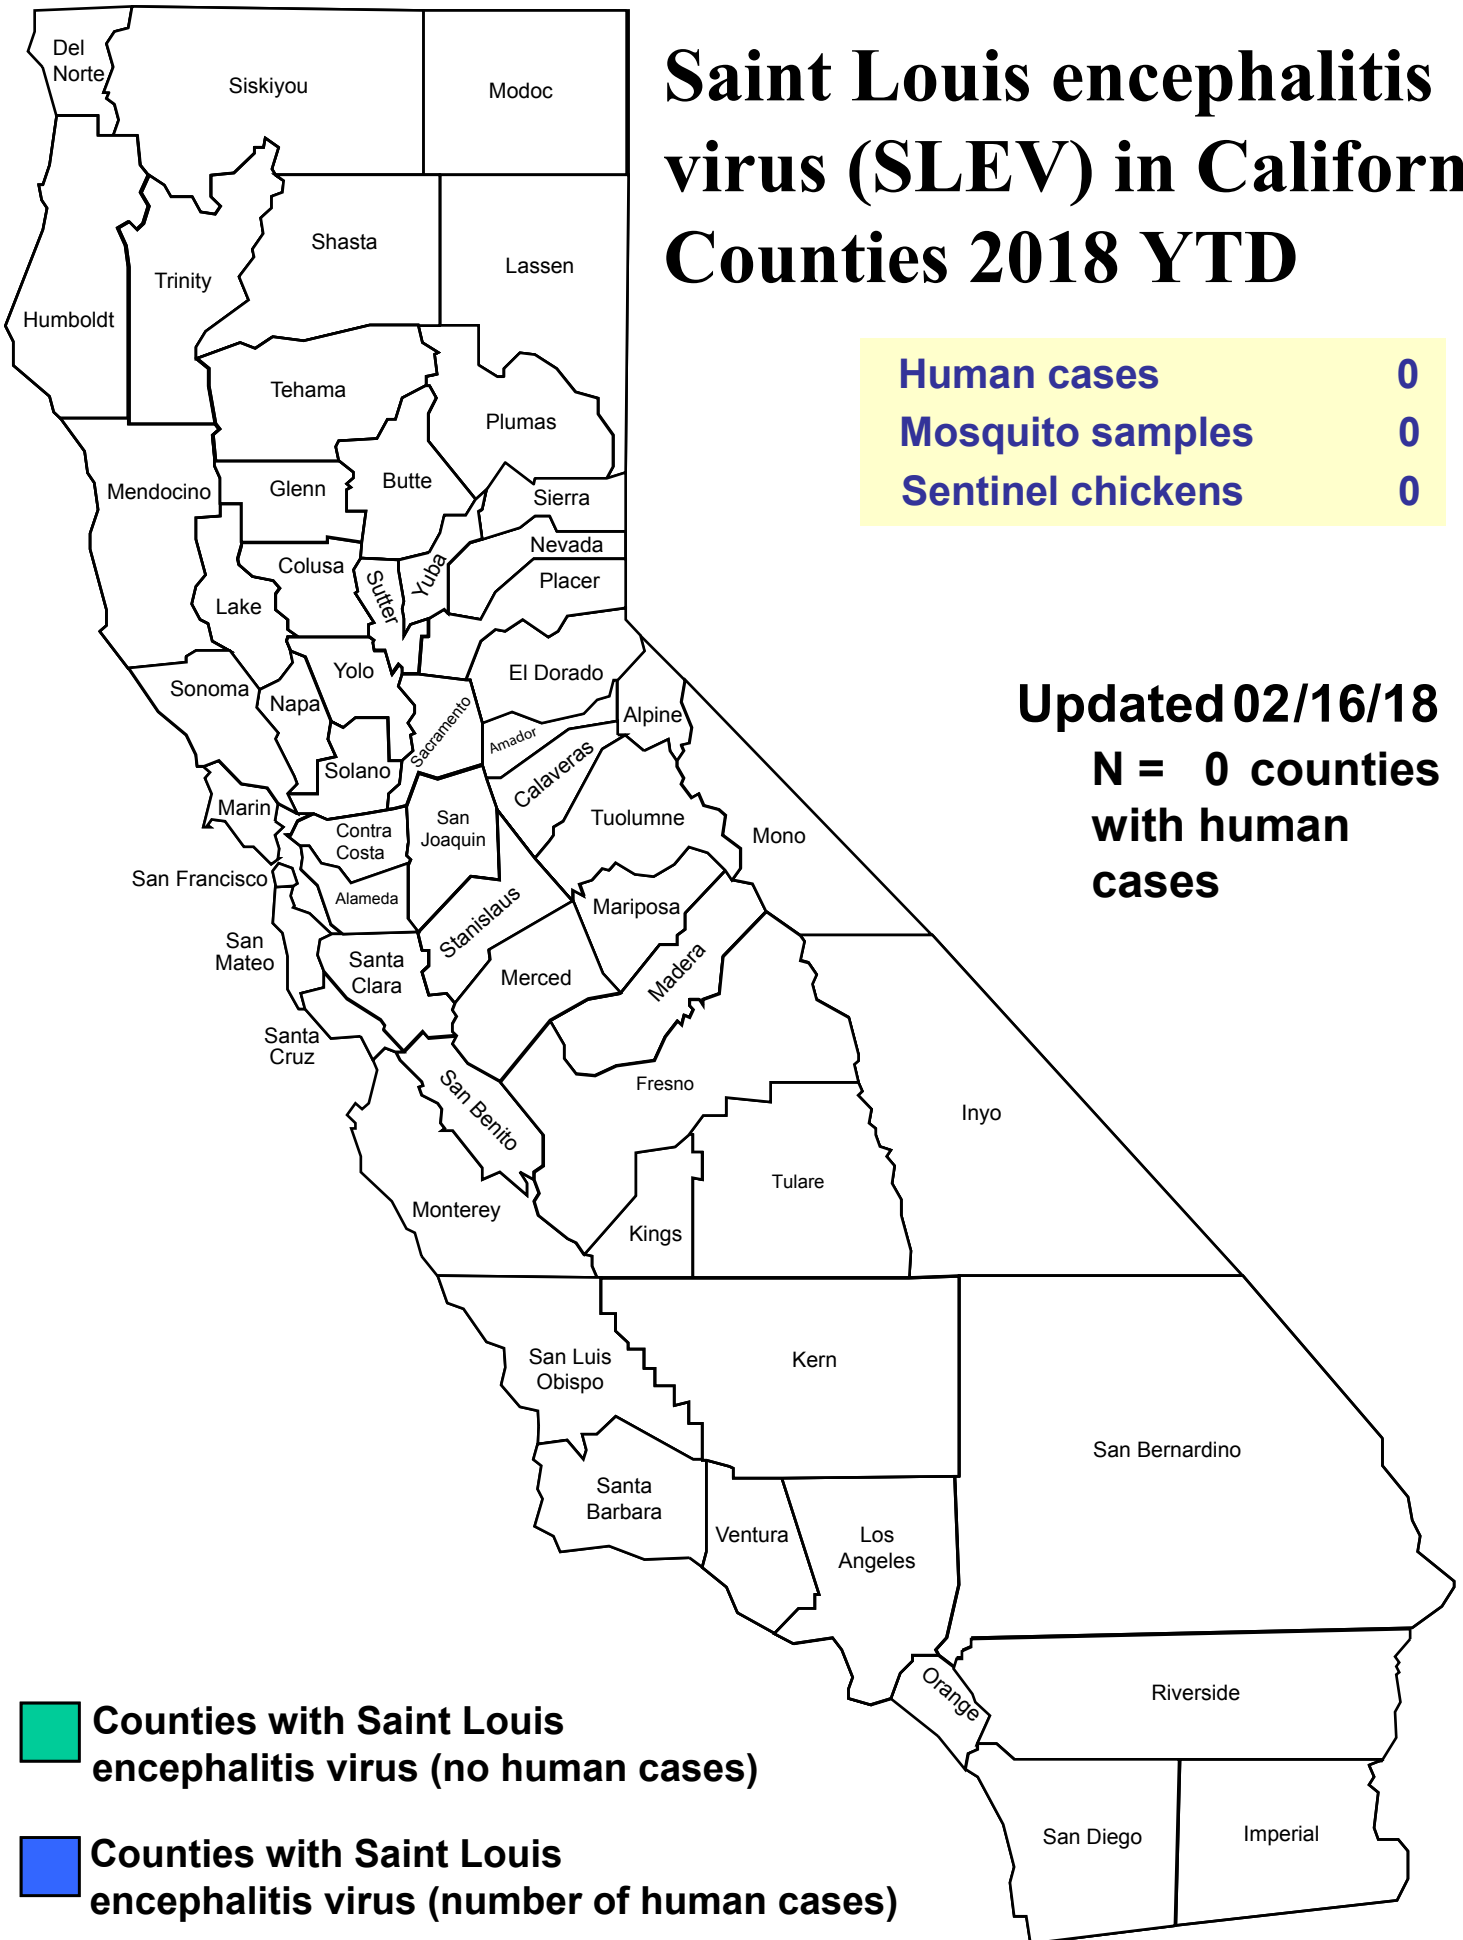 Saint Louis encephalitis
virus (SLEV) in Californ
Counties 2018 YTD
Human cases 0
Mosquito samples 0
Sentinel chickens 0
Updated 02/16/18
N = 0 counties
with human
cases
Del
Norte
Siskiyou
Modoc
Shasta
Lassen
Trinity
Humboldt
Tehama
Plumas
Mendocino
Glenn
Butte
Sierra
Nevada
Colusa
Sutter
Yuba
Placer
Lake
Yolo
El Dorado
Sonoma
Napa
Sacramento
Alpine
Amador
Solano
Calaveras
Marin
Contra
Costa
San
Joaquin
Tuolumne
Mono
San Francisco
Alameda
Stanislaus
Mariposa
San
Mateo
Santa
Clara
Merced
Madera
Santa
Cruz
Fresno
San Benito
Inyo
Tulare
Monterey
Kings
San Luis
Obispo
Kern
San Bernardino
Santa
Barbara
Ventura
Los
Angeles
Orange
Riverside
San Diego
Imperial
Counties with Saint Louis
encephalitis virus (no human cases)
Counties with Saint Louis
encephalitis virus (number of human cases)